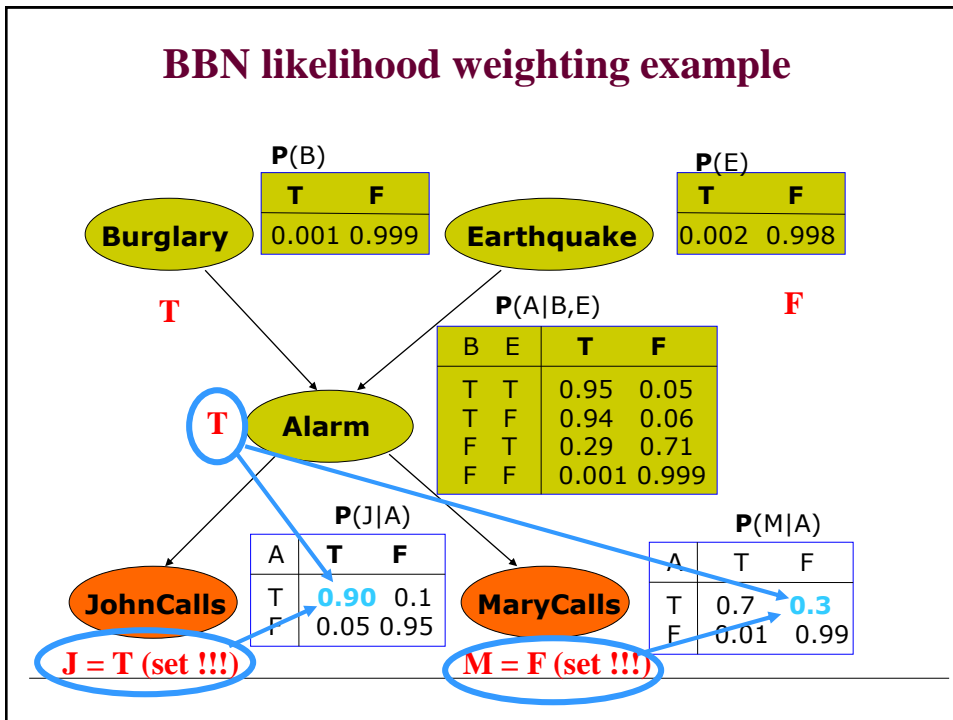 BBN likelihood weighting example
P(B)
T F
0.001 0.999
Burglary
T
P(E)
T F
0.002 0.998
Earthquake
F
P(A|B,E)
B E T F
T T 0.95 0.05
T F 0.94 0.06
F T 0.29 0.71
F F 0.001 0.999
T
Alarm
P(J|A)
A T F
T 0.90 0.1
F 0.05 0.95
JohnCalls
J = T (set !!!)
P(M|A)
A T F
T 0.7 0.3
F 0.01 0.99
MaryCalls
M = F (set !!!)